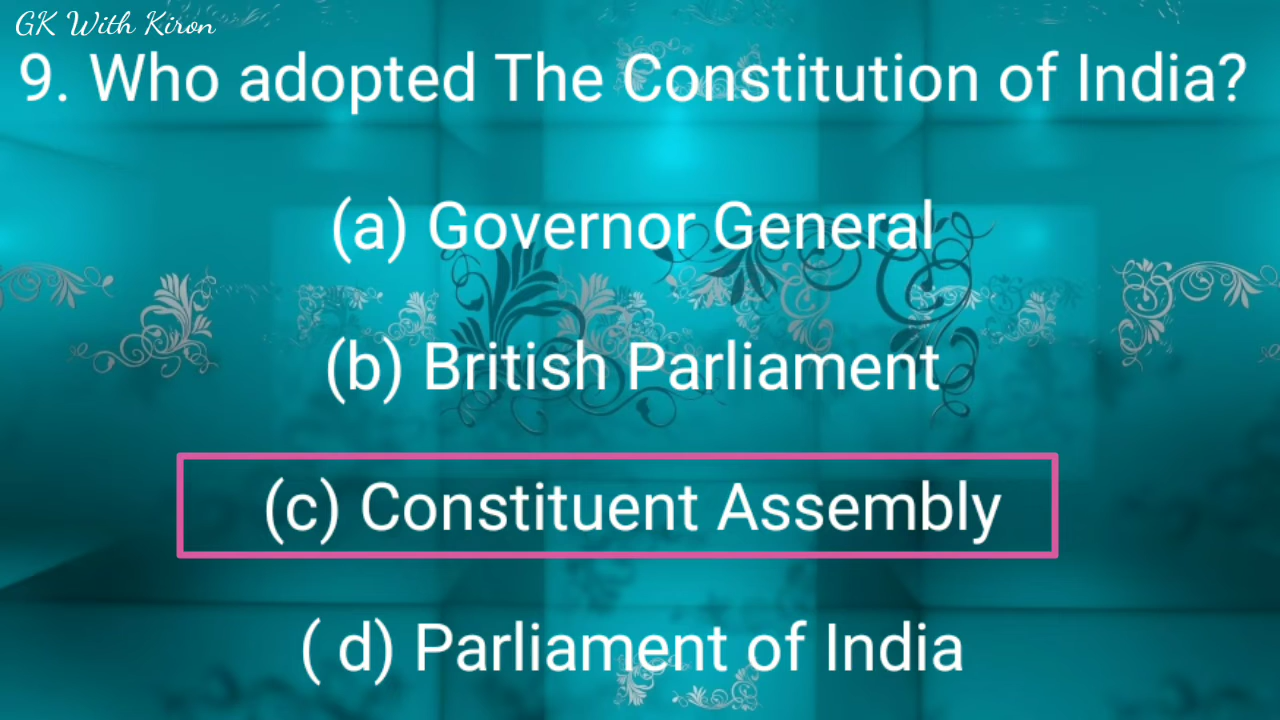 GK With Kiron
9. Who adopted The Constitution of India?
(a) Governor General
(b) British Parliament
(c) Constituent Assembly
( d) Parliament of India